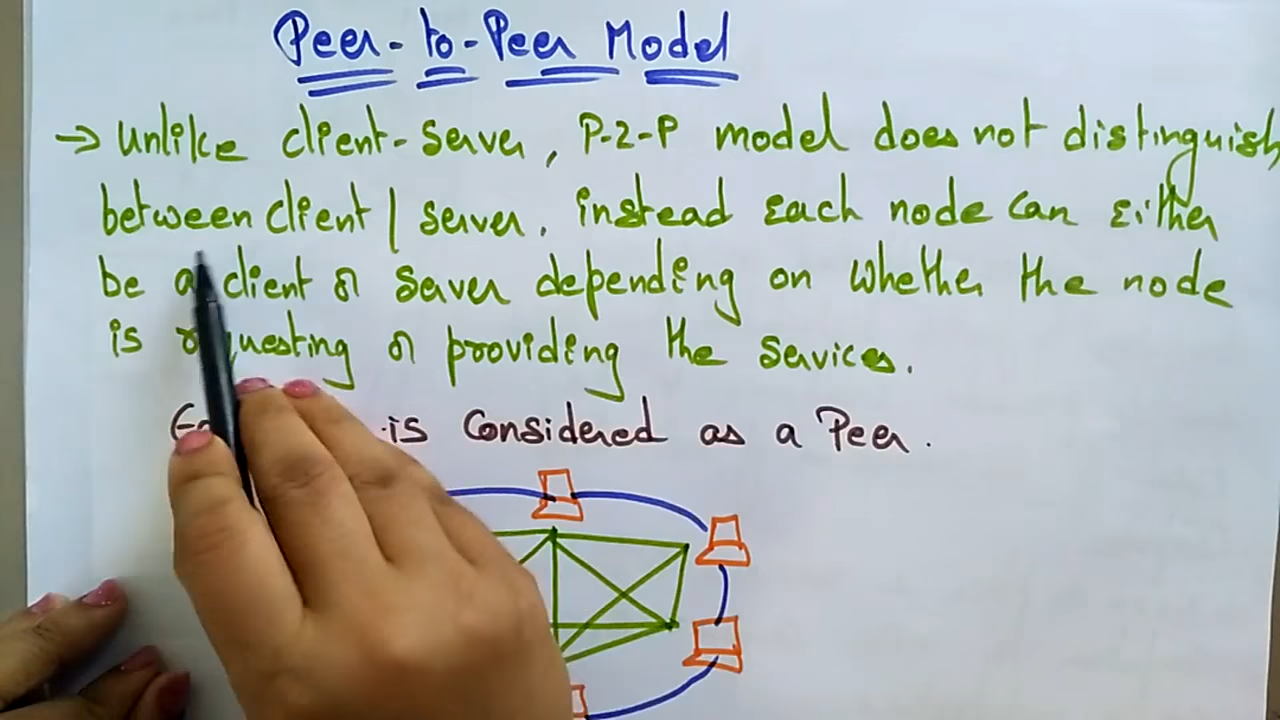 Peer-to-Peer Model
→ Unlike client-server, P-2-P model does not distinguish
between client / server. instead each node can either
be a client or server depending on whether the node
is requesting or providing the services.
is Considered as a Peer.